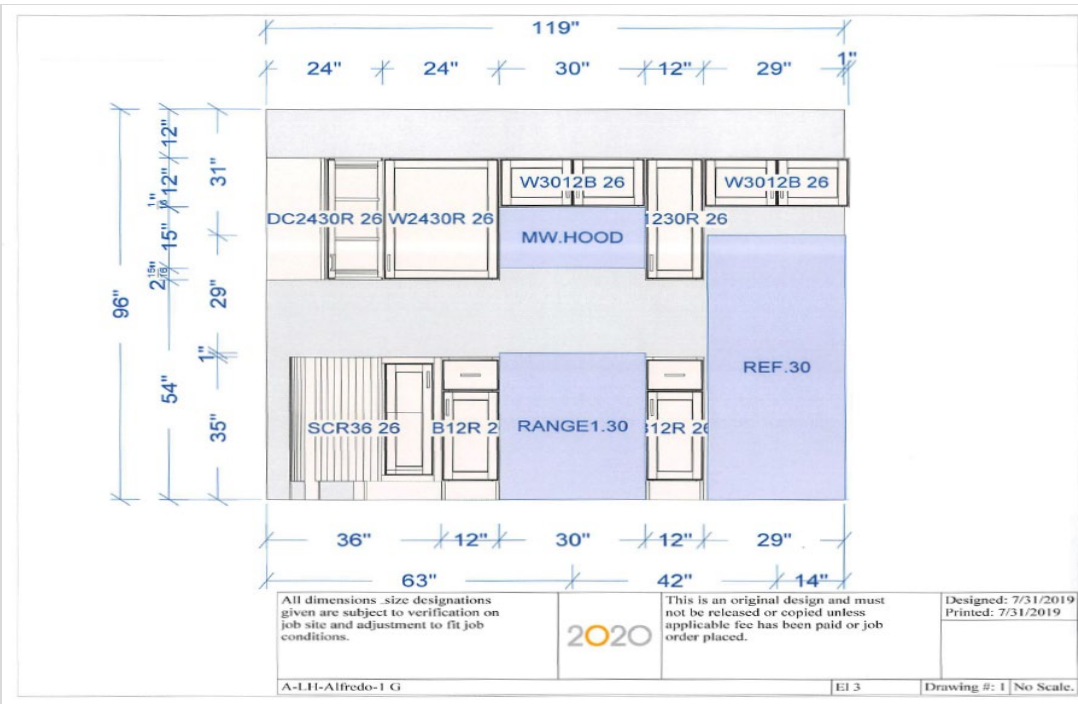 119"
24" 24" 30" 12" 29" 1"
12"
31"
12"
W3012B 26 W3012B 26
DC2430R 26 W2430R 26 1230R 26
15"
MW.HOOD
29"
96"
1"
REF.30
54"
35"
SCR36 26 B12R 2 RANGE1.30 12R 26
36" 12" 30" 12" 29"
63" 42" 14"
All dimensions size designations
given are subject to verification on
job site and adjustment to fit job
conditions.
2020
This is an original design and must
not be released or copied unless
applicable fee has been paid or job
order placed.
Designed: 7/31/2019
Printed: 7/31/2019
A-LH-Alfredo-1 G
El 3
Drawing #: 1
No Scale.